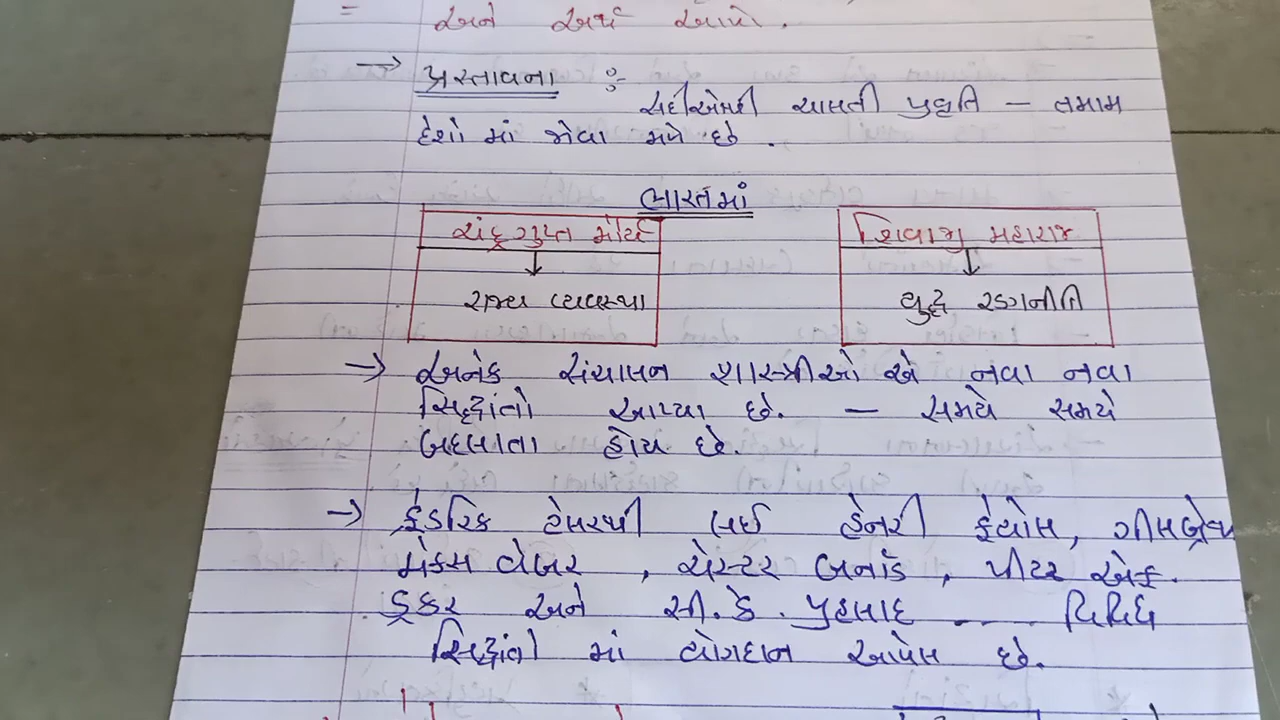 અને અર્થ આપો.
→ પ્રસ્તાવના :-
સદીઓથી ચાલતી પ્રવૃત્તિ – તમામ
દેશો માં જોવા મળે છે.
ભારતમાં
ચંદ્રગુપ્ત મૌર્ય
↓
રાજ્ય વ્યવસ્થા
શિવાજી મહારાજ
↓
યુદ્ધ રણનીતિ
→ અનેક સંચાલન શાસ્ત્રીઓ એ નવા નવા
સિદ્ધાંતો આપ્યા છે. – સમયે સમયે
બદલાતા હોય છે.
→ ફ્રેડરિક ટેલરથી લઈ હેનરી ફેયોલ, ગીલબ્રેથ
મેક્સ વેબર, ચેસ્ટર બર્નાર્ડ, પીટર એફ.
ડ્રકર અને સી. કે. પ્રહલાદ .... વિવિધ
સિદ્ધાંતો માં યોગદાન આપેલ છે.